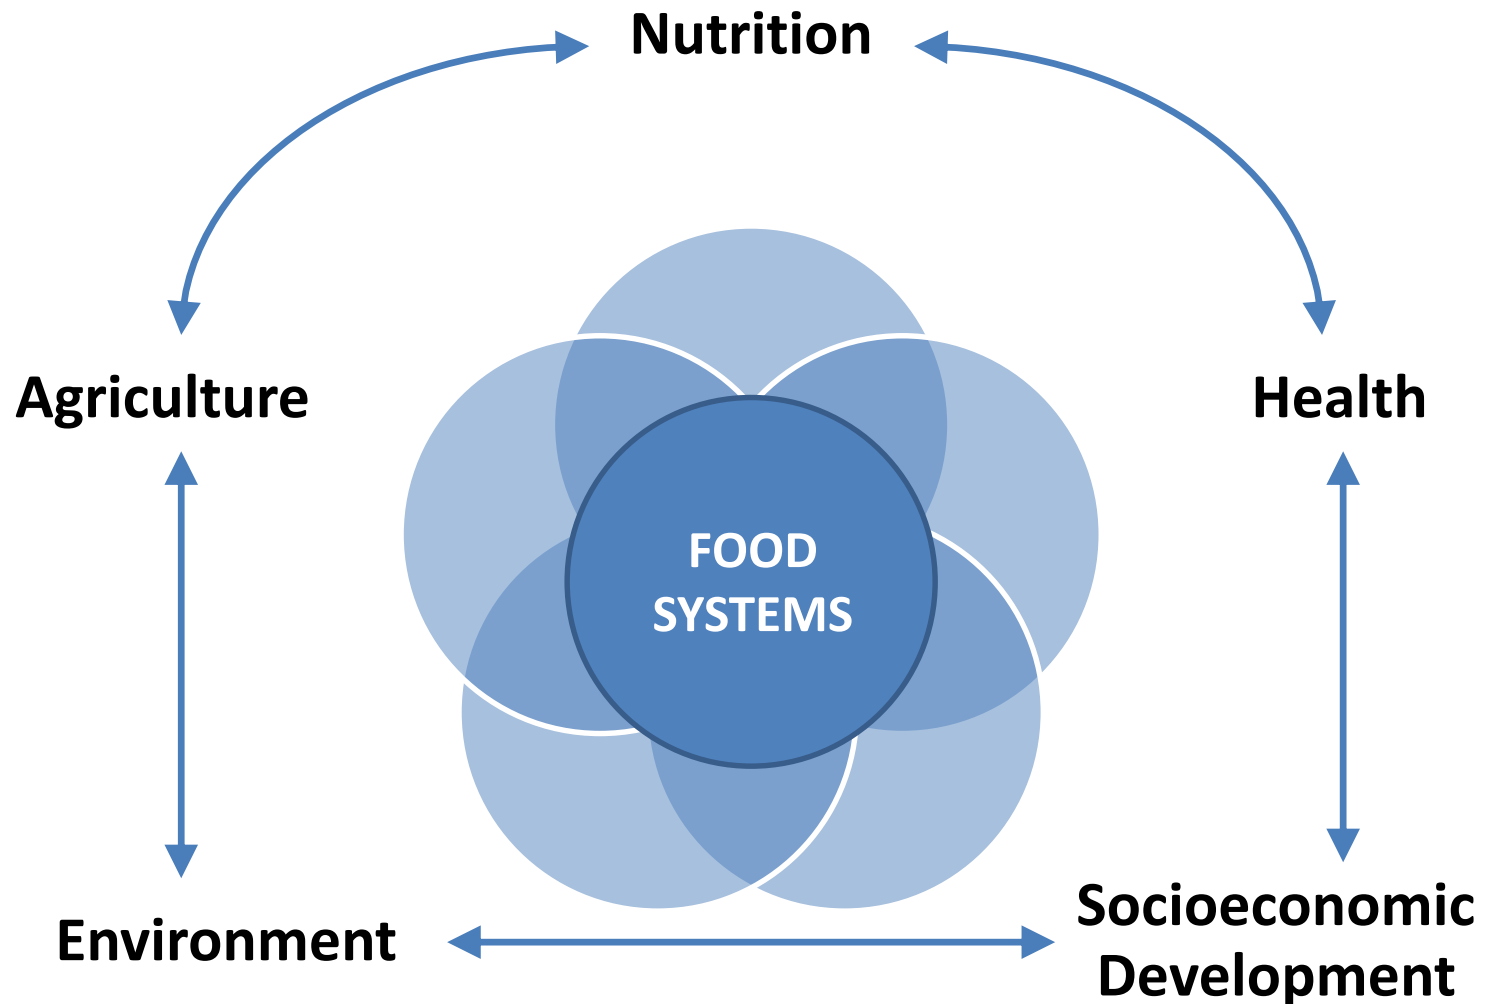 Nutrition
Agriculture
Health
FOOD
SYSTEMS
Environment
Socioeconomic
Development